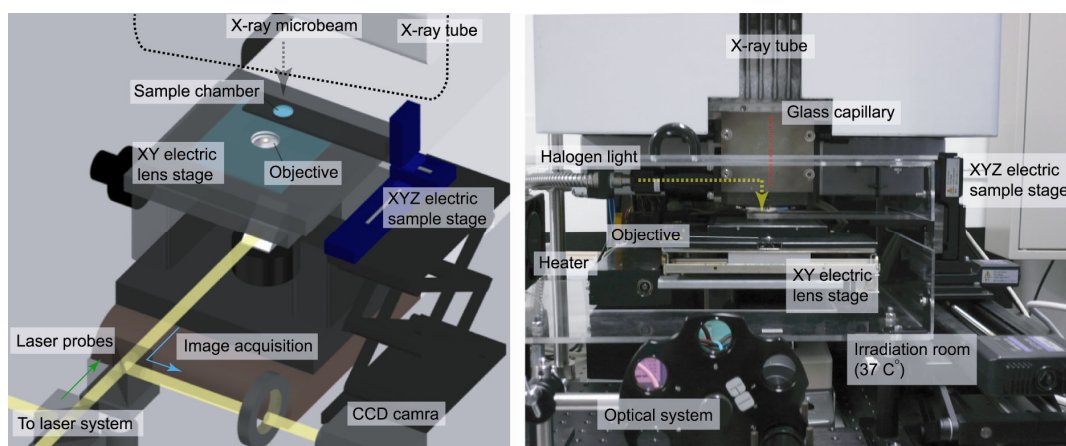 X-ray microbeam
X-ray tube
Sample chamber
XY electric
lens stage
Objective
XYZ electric
sample stage
Laser probes
Image acquisition
To laser system
CCD camra
X-ray tube
Glass capillary
Halogen light
XYZ electric
sample stage
Objective
Heater
XY electric
lens stage
Irradiation room
(37 C°)
Optical system